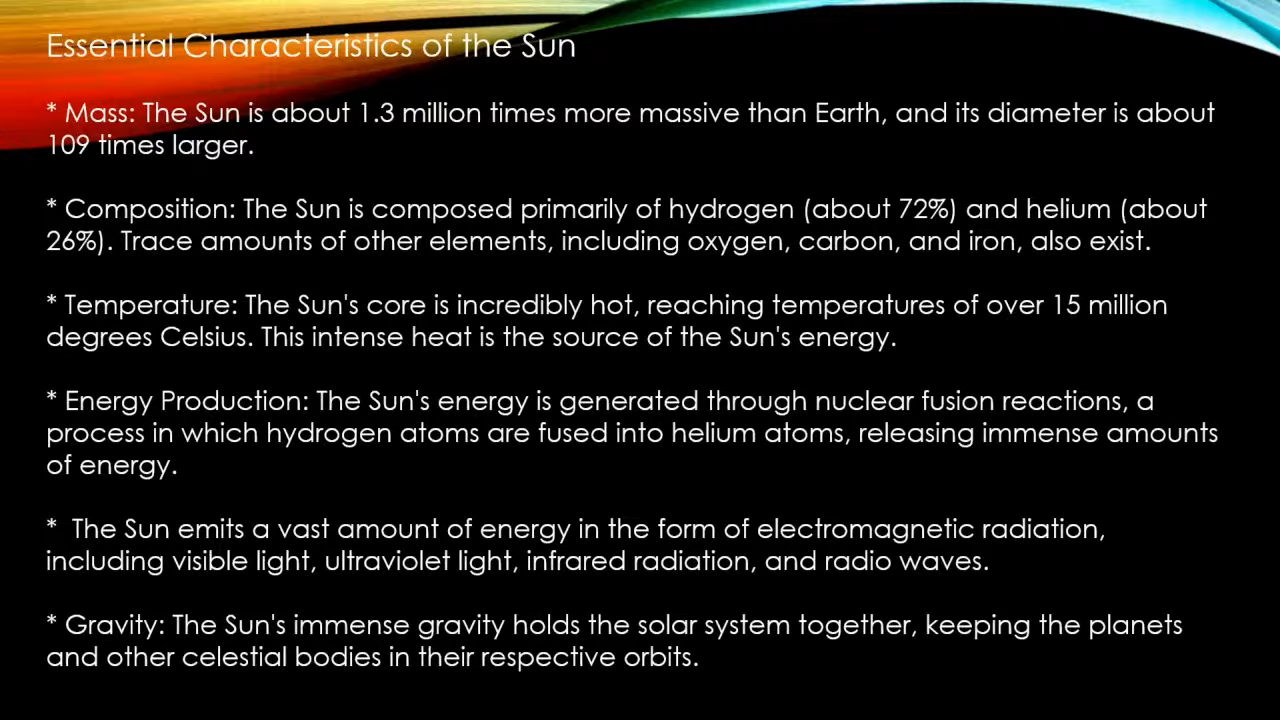 Essential Characteristics of the Sun
* Mass: The Sun is about 1.3 million times more massive than Earth, and its diameter is about
109 times larger.
* Composition: The Sun is composed primarily of hydrogen (about 72%) and helium (about
26%). Trace amounts of other elements, including oxygen, carbon, and iron, also exist.
* Temperature: The Sun's core is incredibly hot, reaching temperatures of over 15 million
degrees Celsius. This intense heat is the source of the Sun's energy.
* Energy Production: The Sun's energy is generated through nuclear fusion reactions, a
process in which hydrogen atoms are fused into helium atoms, releasing immense amounts
of energy.
*  The Sun emits a vast amount of energy in the form of electromagnetic radiation,
including visible light, ultraviolet light, infrared radiation, and radio waves.
* Gravity: The Sun's immense gravity holds the solar system together, keeping the planets
and other celestial bodies in their respective orbits.